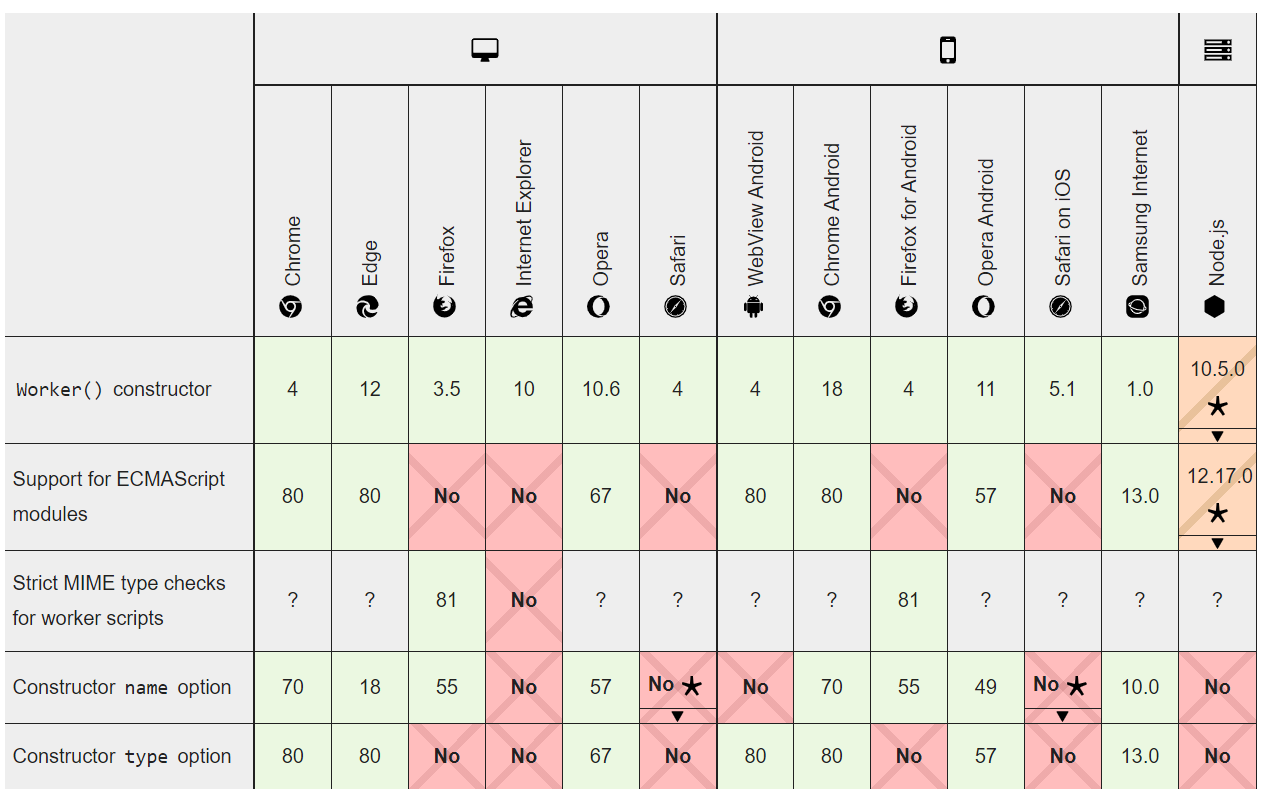 Chrome
Edge
Firefox
Internet Explorer
Opera
Safari
WebView Android
Chrome Android
Firefox for Android
Opera Android
Safari on iOS
Samsung Internet
Node.js
Worker() constructor 4 12 3.5 10 10.6 4 4 18 4 11 5.1 1.0 10.5.0
Support for ECMAScript
modules 80 80 No No 67 No 80 80 No 57 No 13.0 12.17.0
Strict MIME type checks
for worker scripts ? ? 81 No ? ? ? ? 81 ? ? ? ?
Constructor name option 70 18 55 No 57 No No 70 55 49 No 10.0 No
Constructor type option 80 80 No No 67 No 80 80 No 57 No 13.0 No